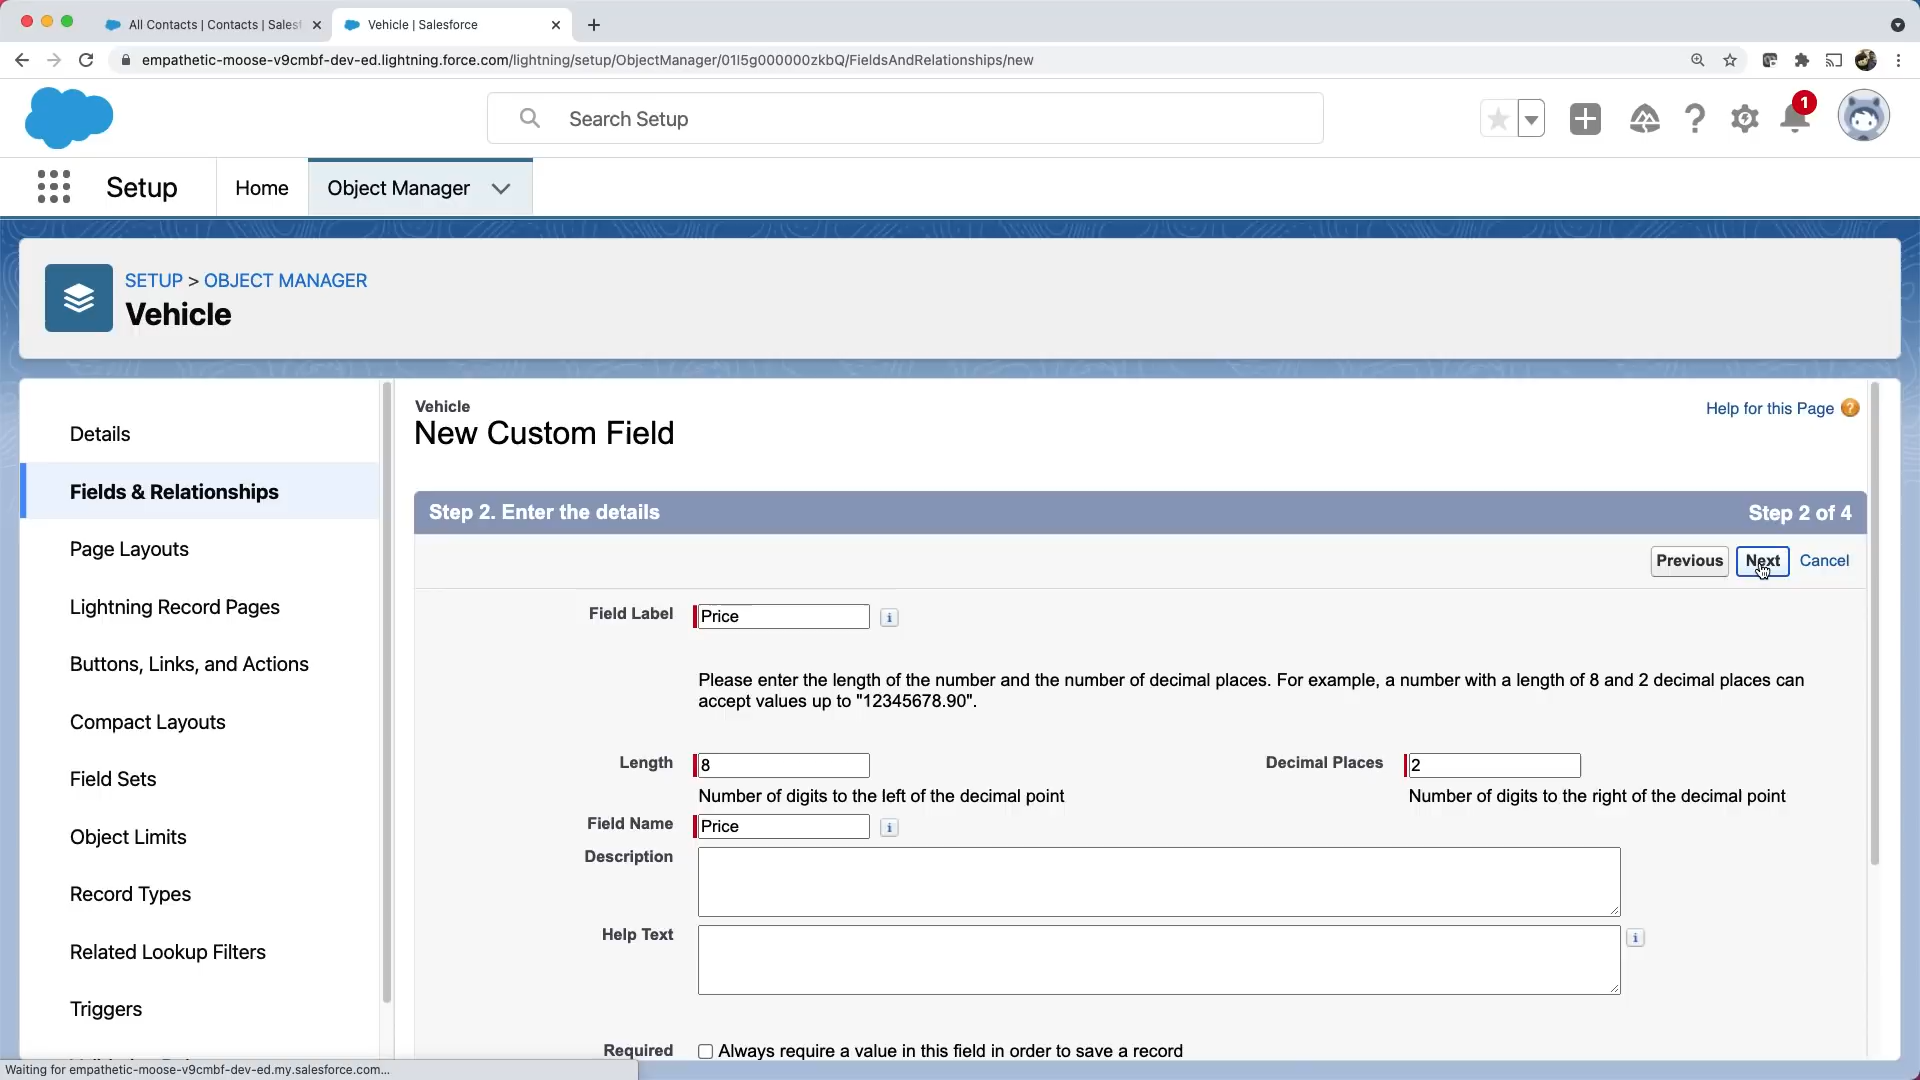 All Contacts | Contacts | Salesf
Vehicle | Salesforce
empathetic-moose-v9cmbf-dev-ed.lightning.force.com/lightning/setup/ObjectManager/01I5g000000zkbQ/FieldsAndRelationships/new
Search Setup
1
Setup
Home
Object Manager
SETUP > OBJECT MANAGER
Vehicle
Details
Fields & Relationships
Page Layouts
Lightning Record Pages
Buttons, Links, and Actions
Compact Layouts
Field Sets
Object Limits
Record Types
Related Lookup Filters
Triggers
Vehicle
New Custom Field
Help for this Page
Step 2. Enter the details
Step 2 of 4
Previous
Next
Cancel
Field Label
Price
Please enter the length of the number and the number of decimal places. For example, a number with a length of 8 and 2 decimal places can
accept values up to "12345678.90".
Length
8
Decimal Places
2
Number of digits to the left of the decimal point
Number of digits to the right of the decimal point
Field Name
Price
Description
Help Text
Required
Always require a value in this field in order to save a record
Waiting for empathetic-moose-v9cmbf-dev-ed.my.salesforce.com...